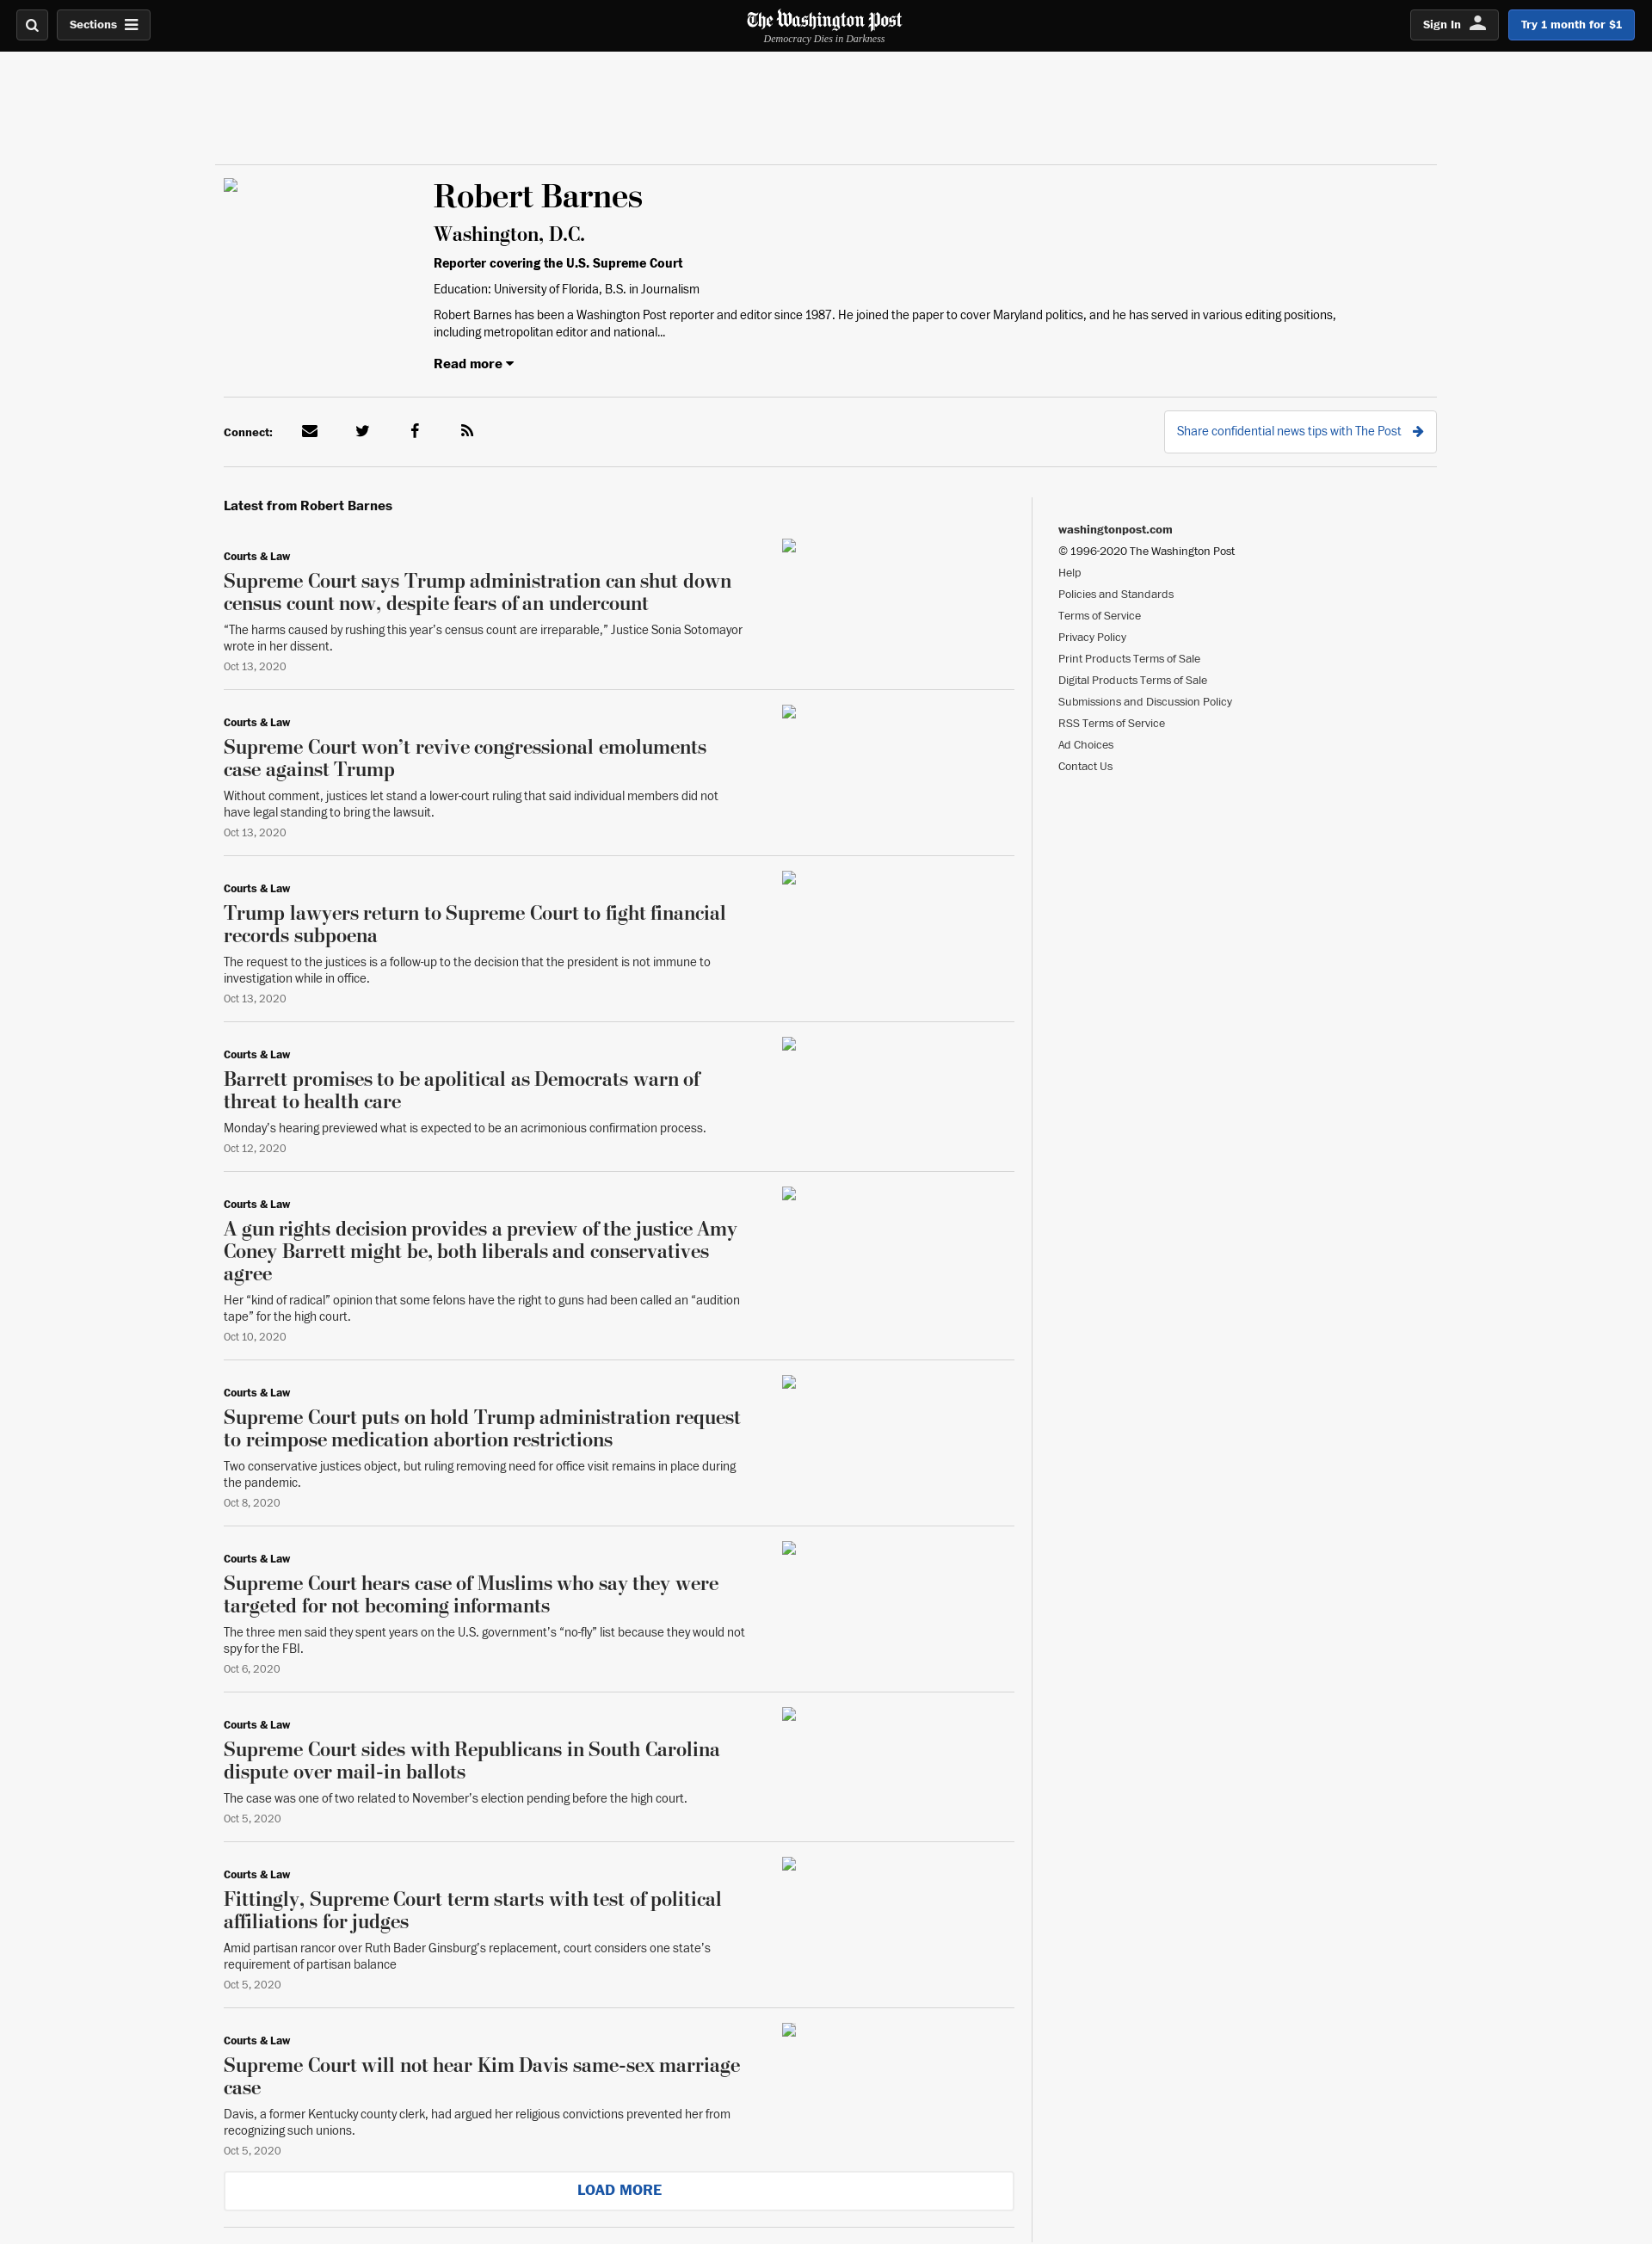 Sections
The Washington Post
Democracy Dies in Darkness
Sign In
Try 1 month for $1
Robert Barnes
Washington, D.C.
Reporter covering the U.S. Supreme Court
Education: University of Florida, B.S. in Journalism
Robert Barnes has been a Washington Post reporter and editor since 1987. He joined the paper to cover Maryland politics, and he has served in various editing positions,
including metropolitan editor and national...
Read more
Connect:
Share confidential news tips with The Post
Latest from Robert Barnes
Courts & Law
Supreme Court says Trump administration can shut down
census count now, despite fears of an undercount
“The harms caused by rushing this year’s census count are irreparable,” Justice Sonia Sotomayor
wrote in her dissent.
Oct 13, 2020
Courts & Law
Supreme Court won’t revive congressional emoluments
case against Trump
Without comment, justices let stand a lower-court ruling that said individual members did not
have legal standing to bring the lawsuit.
Oct 13, 2020
Courts & Law
Trump lawyers return to Supreme Court to fight financial
records subpoena
The request to the justices is a follow-up to the decision that the president is not immune to
investigation while in office.
Oct 13, 2020
Courts & Law
Barrett promises to be apolitical as Democrats warn of
threat to health care
Monday’s hearing previewed what is expected to be an acrimonious confirmation process.
Oct 12, 2020
Courts & Law
A gun rights decision provides a preview of the justice Amy
Coney Barrett might be, both liberals and conservatives
agree
Her “kind of radical” opinion that some felons have the right to guns had been called an “audition
tape” for the high court.
Oct 10, 2020
Courts & Law
Supreme Court puts on hold Trump administration request
to reimpose medication abortion restrictions
Two conservative justices object, but ruling removing need for office visit remains in place during
the pandemic.
Oct 8, 2020
Courts & Law
Supreme Court hears case of Muslims who say they were
targeted for not becoming informants
The three men said they spent years on the U.S. government’s “no-fly” list because they would not
spy for the FBI.
Oct 6, 2020
Courts & Law
Supreme Court sides with Republicans in South Carolina
dispute over mail-in ballots
The case was one of two related to November’s election pending before the high court.
Oct 5, 2020
Courts & Law
Fittingly, Supreme Court term starts with test of political
affiliations for judges
Amid partisan rancor over Ruth Bader Ginsburg’s replacement, court considers one state’s
requirement of partisan balance
Oct 5, 2020
Courts & Law
Supreme Court will not hear Kim Davis same-sex marriage
case
Davis, a former Kentucky county clerk, had argued her religious convictions prevented her from
recognizing such unions.
Oct 5, 2020
LOAD MORE
washingtonpost.com
© 1996-2020 The Washington Post
Help
Policies and Standards
Terms of Service
Privacy Policy
Print Products Terms of Sale
Digital Products Terms of Sale
Submissions and Discussion Policy
RSS Terms of Service
Ad Choices
Contact Us